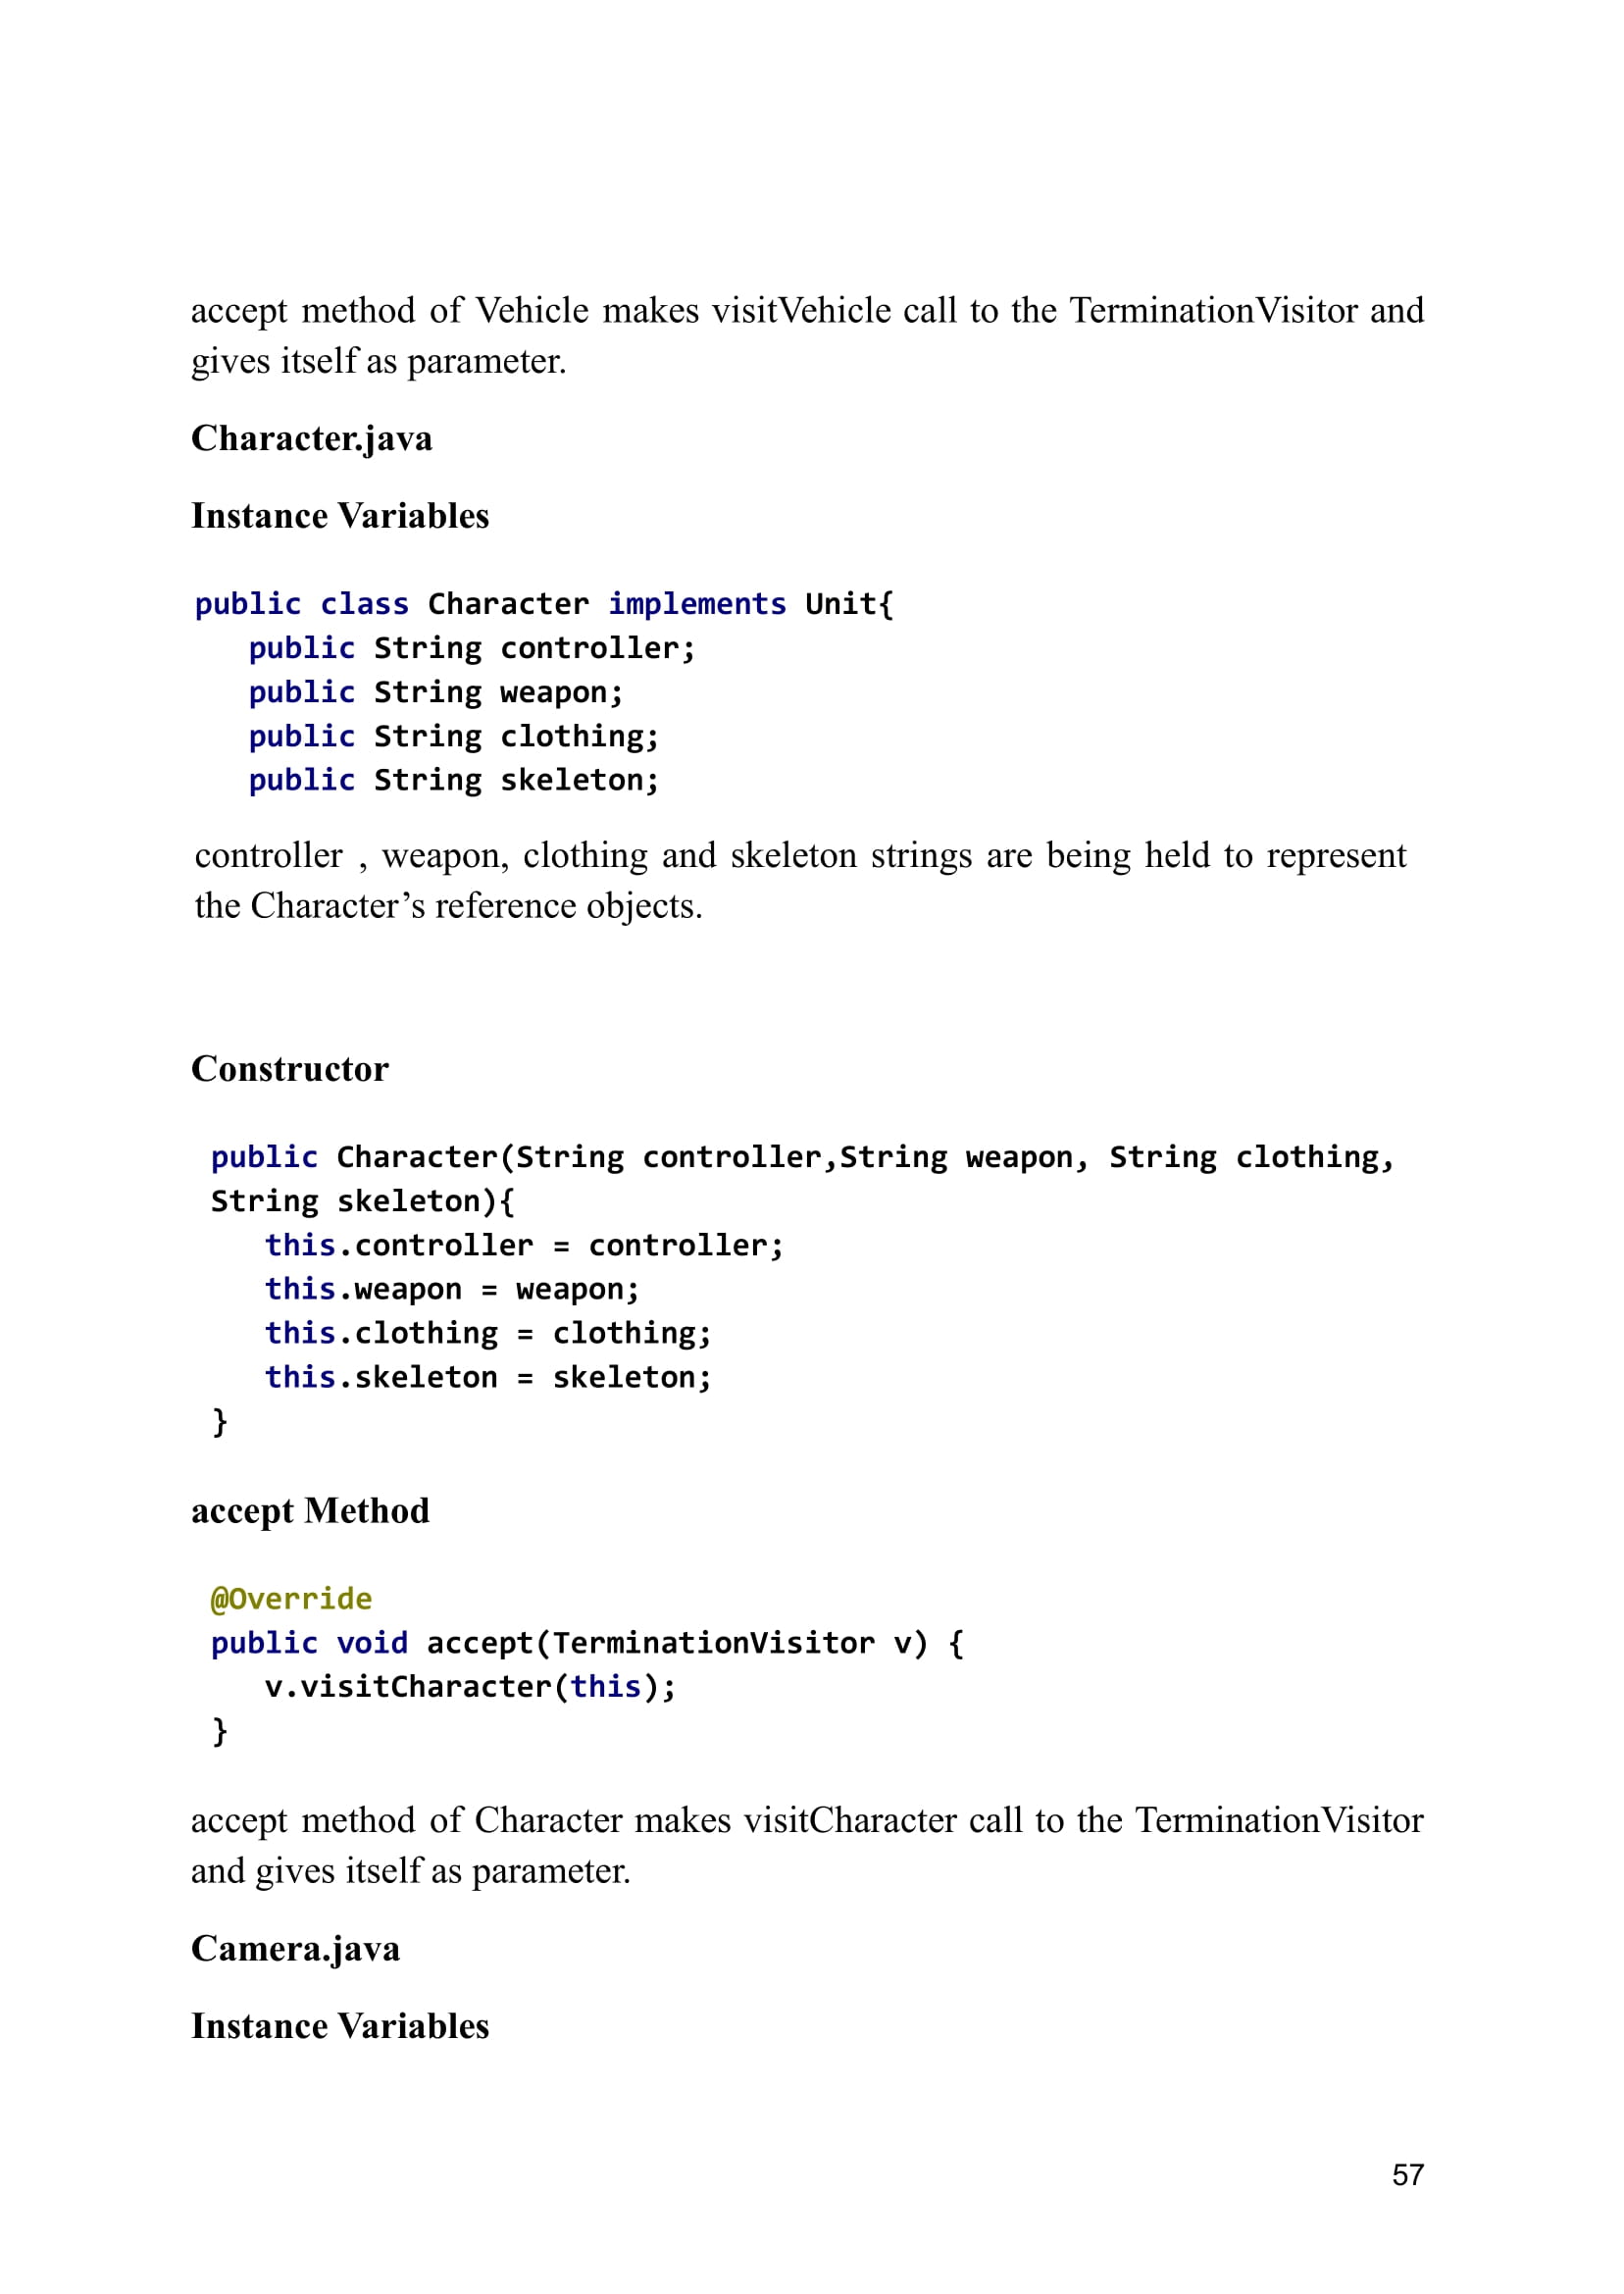 accept method of Vehicle makes visitVehicle call to the TerminationVisitor and
gives itself as parameter.
Character.java
Instance Variables
public class Character implements Unit{
   public String controller;
   public String weapon;
   public String clothing;
   public String skeleton;
controller , weapon, clothing and skeleton strings are being held to represent
the Character’s reference objects.
Constructor
public Character(String controller,String weapon, String clothing,
String skeleton){
   this.controller = controller;
   this.weapon = weapon;
   this.clothing = clothing;
   this.skeleton = skeleton;
}
accept Method
@Override
public void accept(TerminationVisitor v) {
   v.visitCharacter(this);
}
accept method of Character makes visitCharacter call to the TerminationVisitor
and gives itself as parameter.
Camera.java
Instance Variables
57